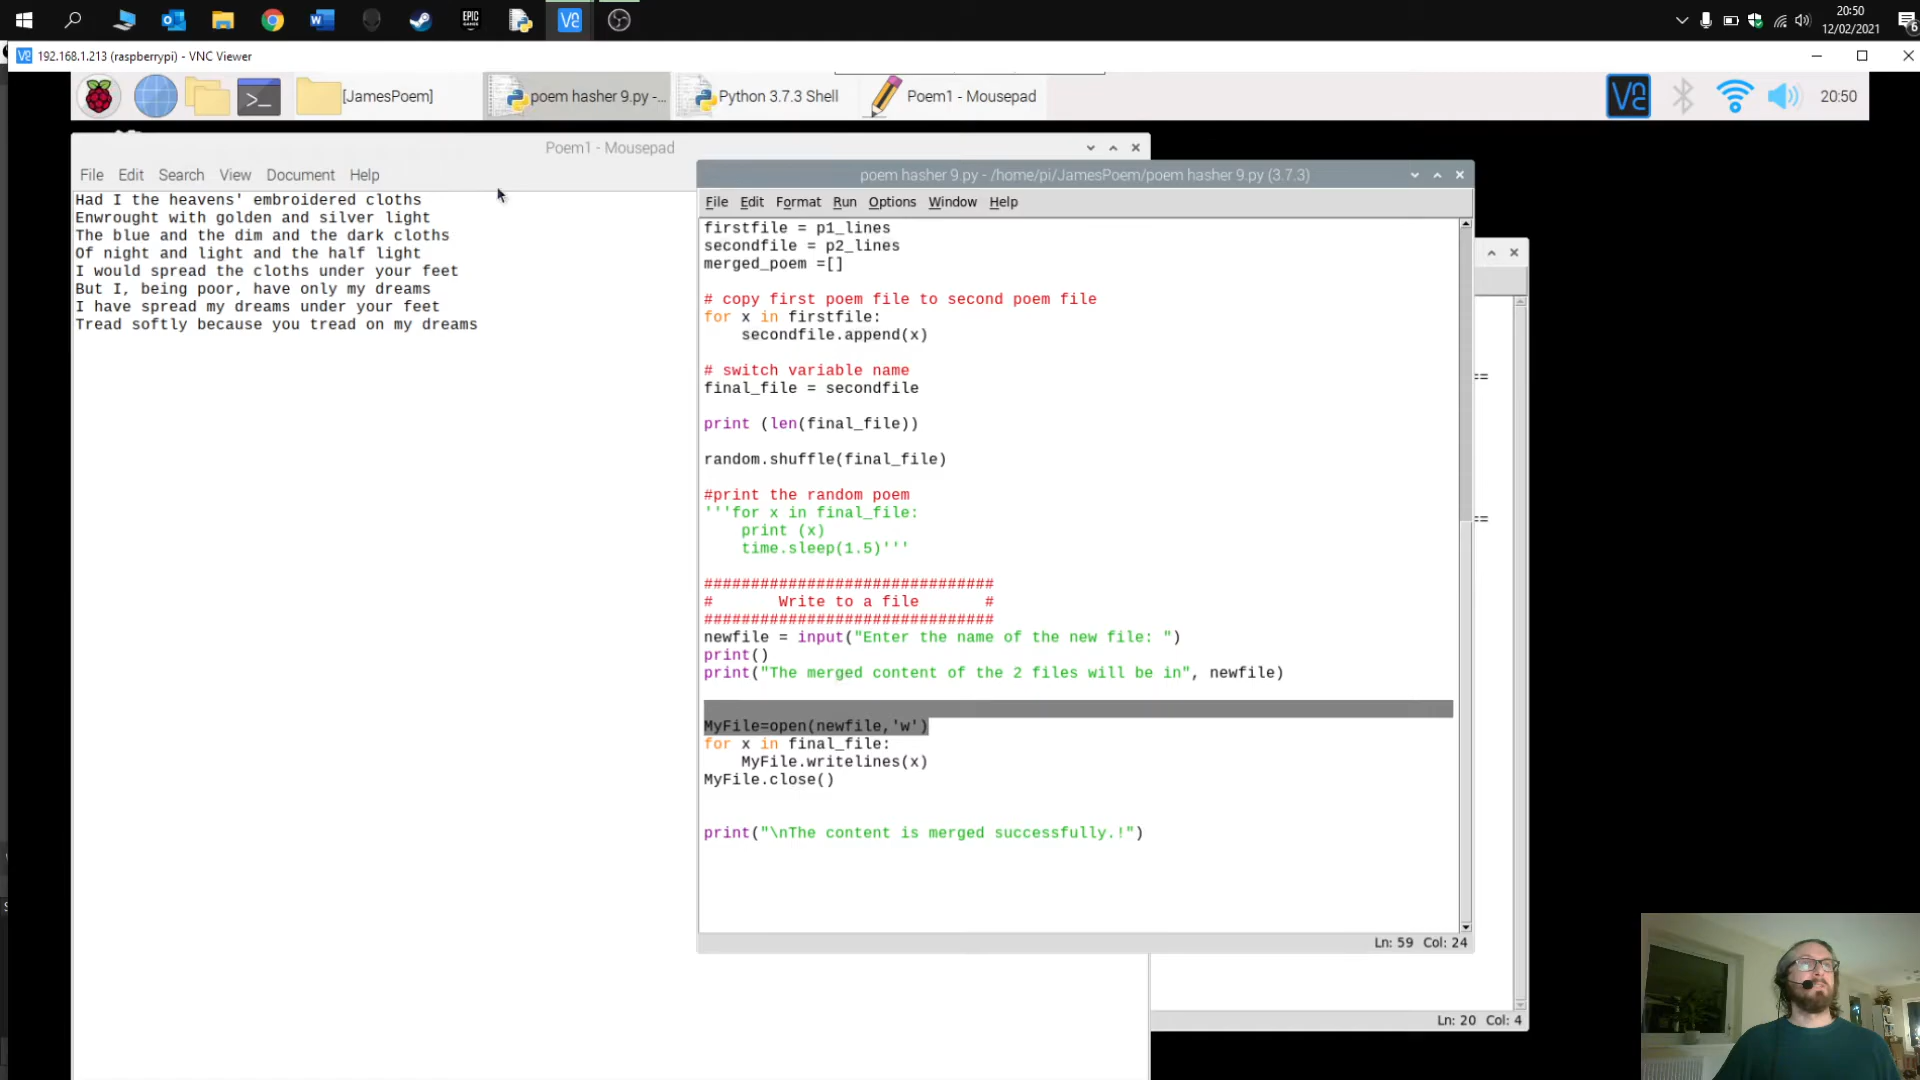 20:50
12/02/2021
6
192.168.1.213 (raspberrypi) - VNC Viewer
[JamesPoem]
poem hasher 9.py -...
Python 3.7.3 Shell
Poem1 - Mousepad
20:50
Poem1 - Mousepad
File Edit Search View Document Help
Had I the heavens' embroidered cloths
Enwrought with golden and silver light
The blue and the dim and the dark cloths
Of night and light and the half light
I would spread the cloths under your feet
But I, being poor, have only my dreams
I have spread my dreams under your feet
Tread softly because you tread on my dreams
poem hasher 9.py - /home/pi/JamesPoem/poem hasher 9.py (3.7.3)
File Edit Format Run Options Window Help
firstfile = p1_lines
secondfile = p2_lines
merged_poem =[]
# copy first poem file to second poem file
for x in firstfile:
    secondfile.append(x)
# switch variable name
final_file = secondfile
print (len(final_file))
random.shuffle(final_file)
#print the random poem
'''for x in final_file:
    print (x)
    time.sleep(1.5)'''
###############################
#       Write to a file       #
###############################
newfile = input("Enter the name of the new file: ")
print()
print("The merged content of the 2 files will be in", newfile)
MyFile=open(newfile,'w')
for x in final_file:
    MyFile.writelines(x)
MyFile.close()
print("\nThe content is merged successfully.!")
Ln: 59 Col: 24
==
==
Ln: 20 Col: 4